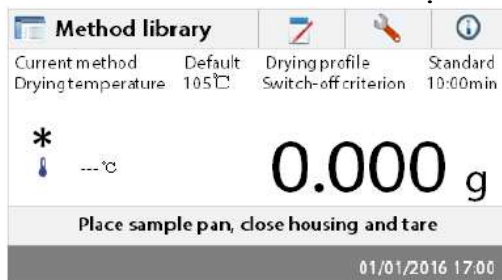 Method library
Current method Default Drying profile Standard
Drying temperature 105℃ Switch-off criterion 10:00min
*
---℃
0.000 g
Place sample pan, close housing and tare
01/01/2016 17:00